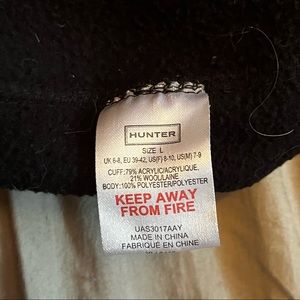 HUNTER
SIZE L
UK 6-8, EU 39-42, US(F) 8-10, US(M) 7-9
CUFF:79% ACRYLIC/ACRYLIQUE,
21% WOOL/LAINE
BODY:100% POLYESTER/POLYESTER
KEEP AWAY
FROM FIRE
UAS3017AAY
MADE IN CHINA
FABRIQUÉ EN CHINE